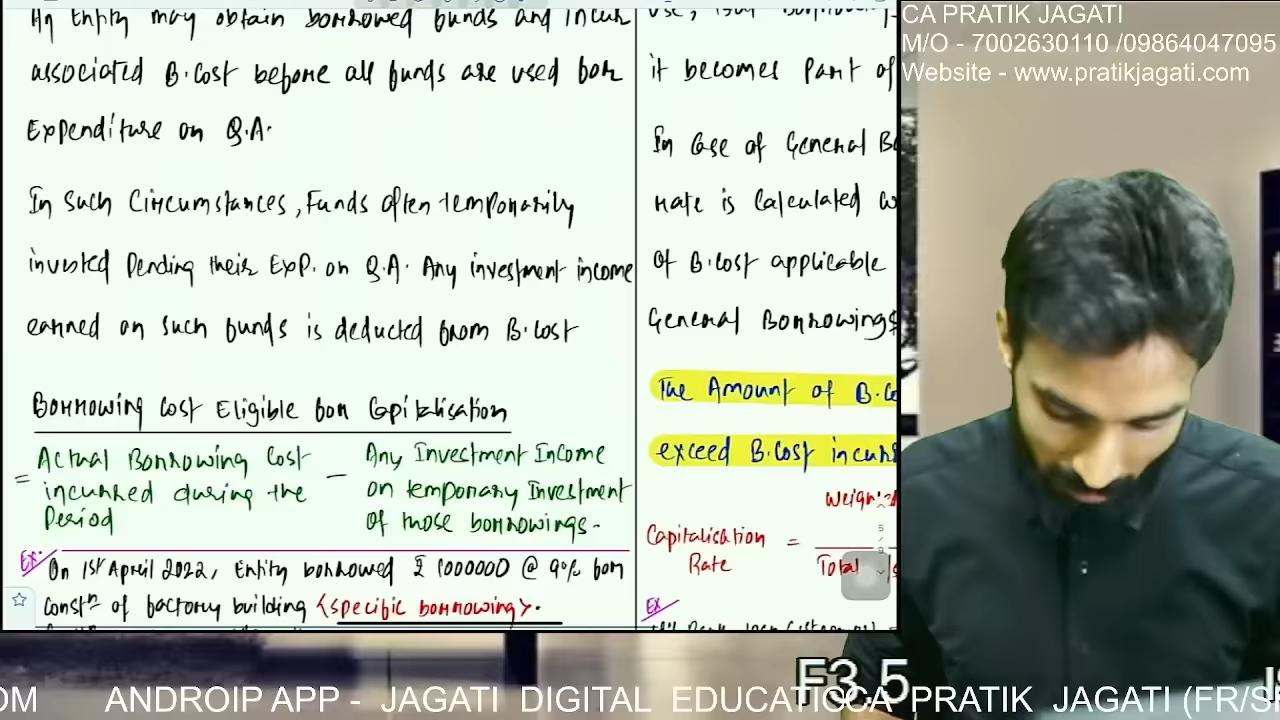 An Entity may obtain borrowed funds and incur
associated B.Cost before all funds are used for
Expenditure on Q.A.
In Such Circumstances, Funds often temporarily
invested Pending their Exp. on Q.A. Any investment income
earned on such funds is deducted from B.Cost
Borrowing Cost Eligible for Capitalisation
= Actual Borrowing Cost incurred during the Period − Any Investment Income on temporary Investment of those borrowings.
Ex.
On 1st April 2022, Entity borrowed ₹ 1000000 @ 9% for
Constn of factory building <specific borrowing>.
it becomes Part of
In Case of General
rate is Calculated
of B.Cost applicable
General Borrowings
The Amount of
exceed B.Cost
Capitalisation Rate =
Total
Ex
CA PRATIK JAGATI
M/O - 7002630110 /09864047095
Website - www.pratikjagati.com
F3.5
OM ANDROIP APP - JAGATI DIGITAL EDUCATIC
CA PRATIK JAGATI (FR/S